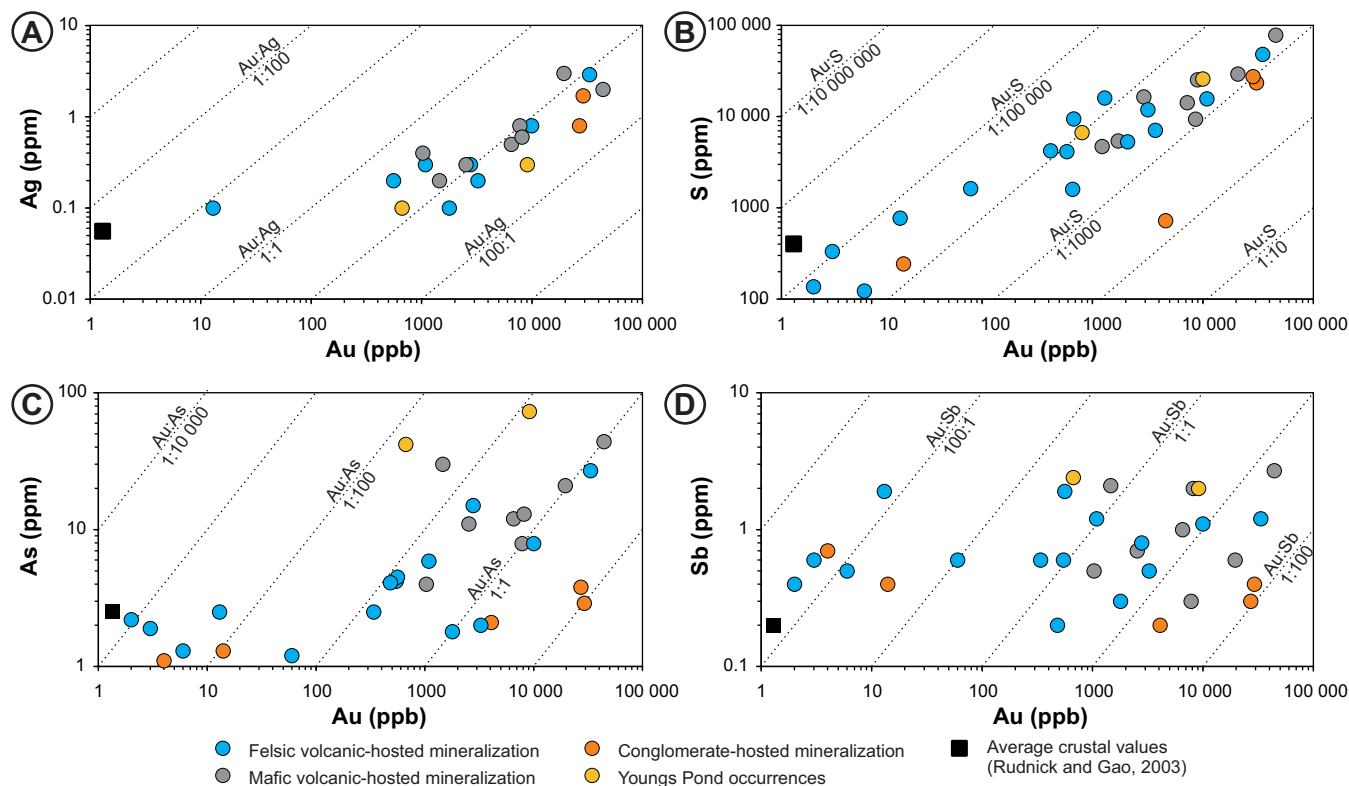 A
10
1
0.1
0.01
Ag (ppm)
Au:Ag
1:100
Au:Ag
1:1
Au:Ag
100:1
1
10
100
1000
10 000
100 000
Au (ppb)
B
100 000
10 000
1000
100
S (ppm)
Au:S
1:10 000 000
Au:S
1:100 000
Au:S
1:1000
Au:S
1:10
1
10
100
1000
10 000
100 000
Au (ppb)
C
100
10
1
As (ppm)
Au:As
1:10 000
Au:As
1:100
Au:As
1:1
1
10
100
1000
10 000
100 000
Au (ppb)
D
10
1
0.1
Sb (ppm)
Au:Sb
100:1
Au:Sb
1:1
Au:Sb
1:100
1
10
100
1000
10 000
100 000
Au (ppb)
Felsic volcanic-hosted mineralization
Mafic volcanic-hosted mineralization
Conglomerate-hosted mineralization
Youngs Pond occurrences
Average crustal values
(Rudnick and Gao, 2003)